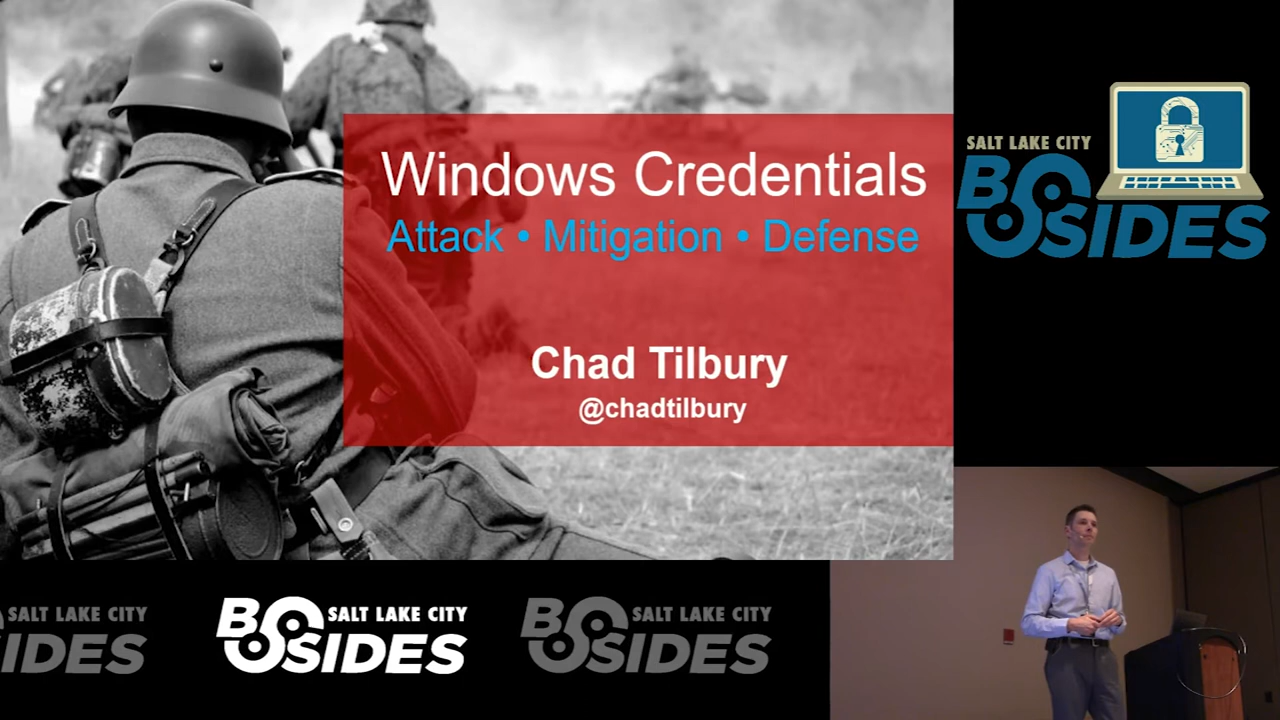 Windows Credentials
Attack • Mitigation • Defense
Chad Tilbury
@chadtilbury
SALT LAKE CITY
BSIDES
SALT LAKE CITY
SIDES
SALT LAKE CITY
BSIDES
SALT LAKE CITY
BSIDES